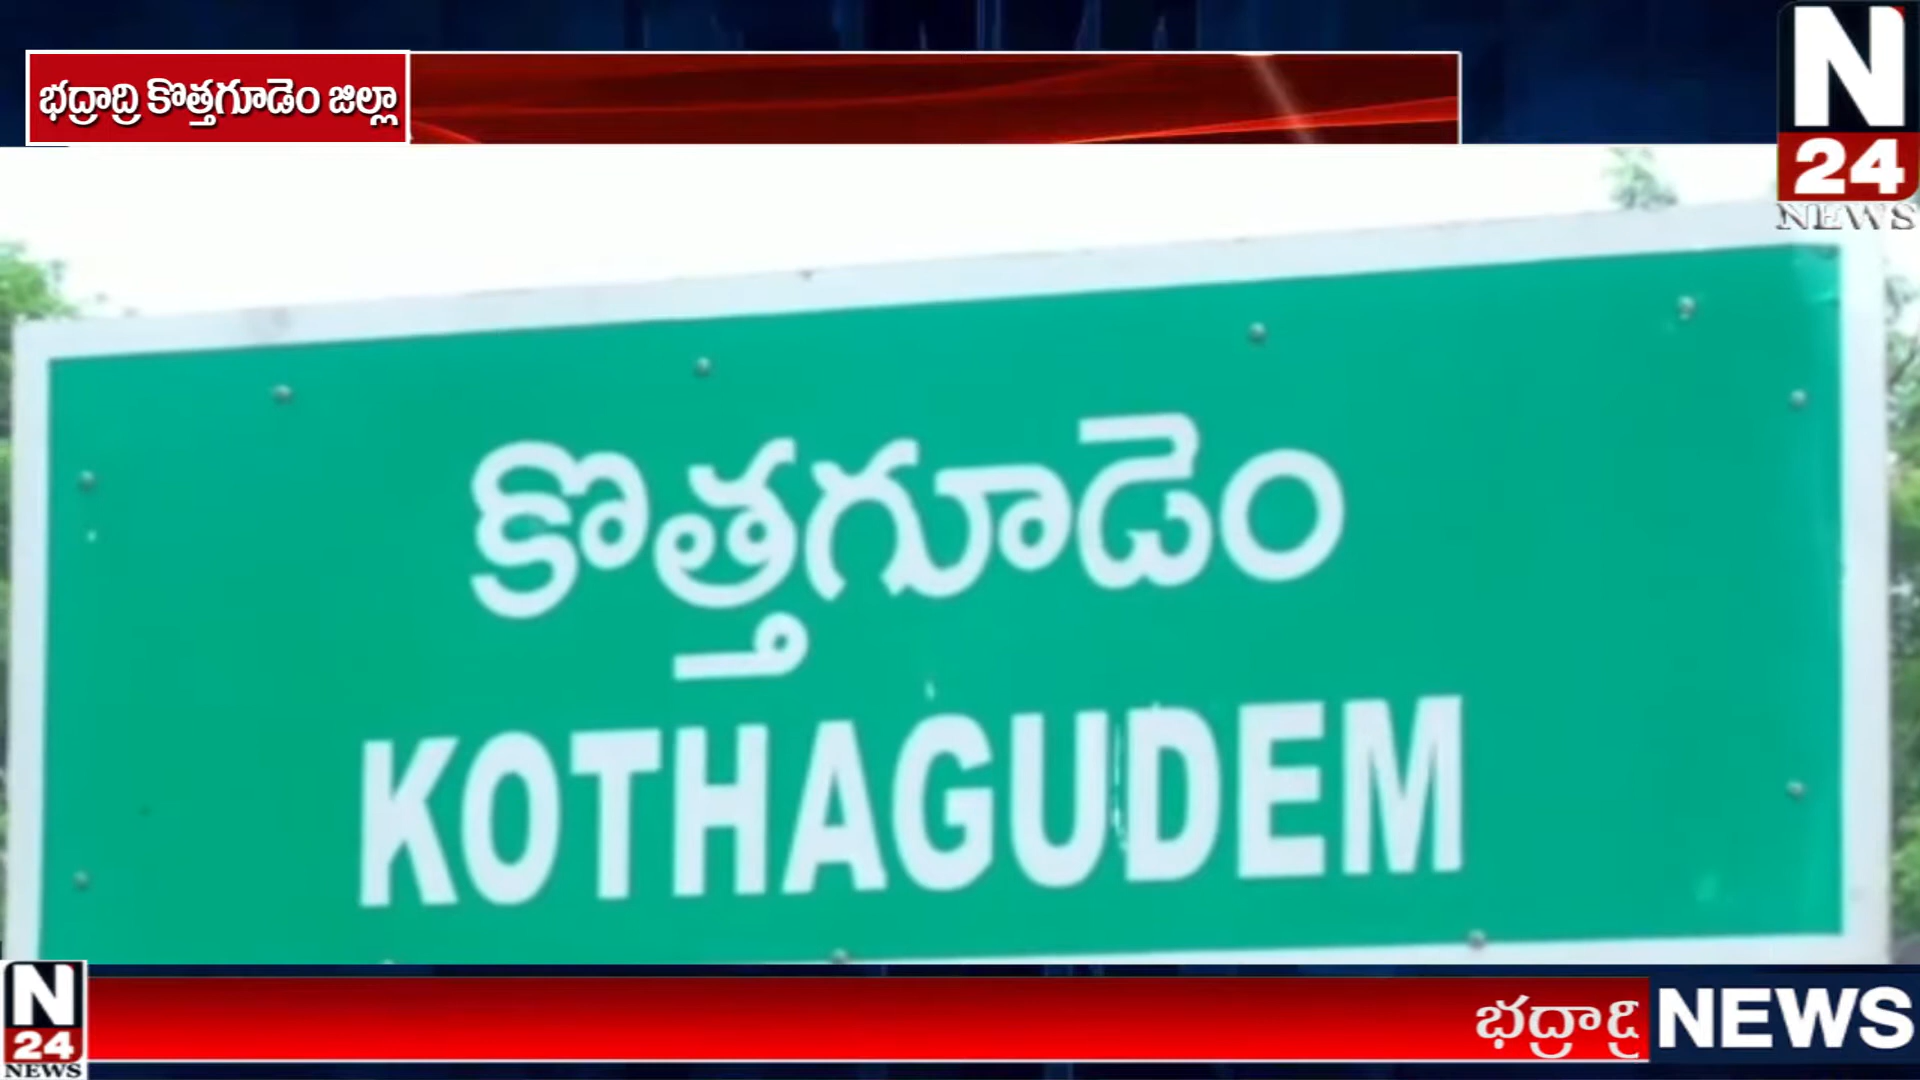 భద్రాద్రి కొత్తగూడెం జిల్లా
N
24
NEWS
కొత్తగూడెం
KOTHAGUDEM
N
24
NEWS
భద్రాద్రి
NEWS